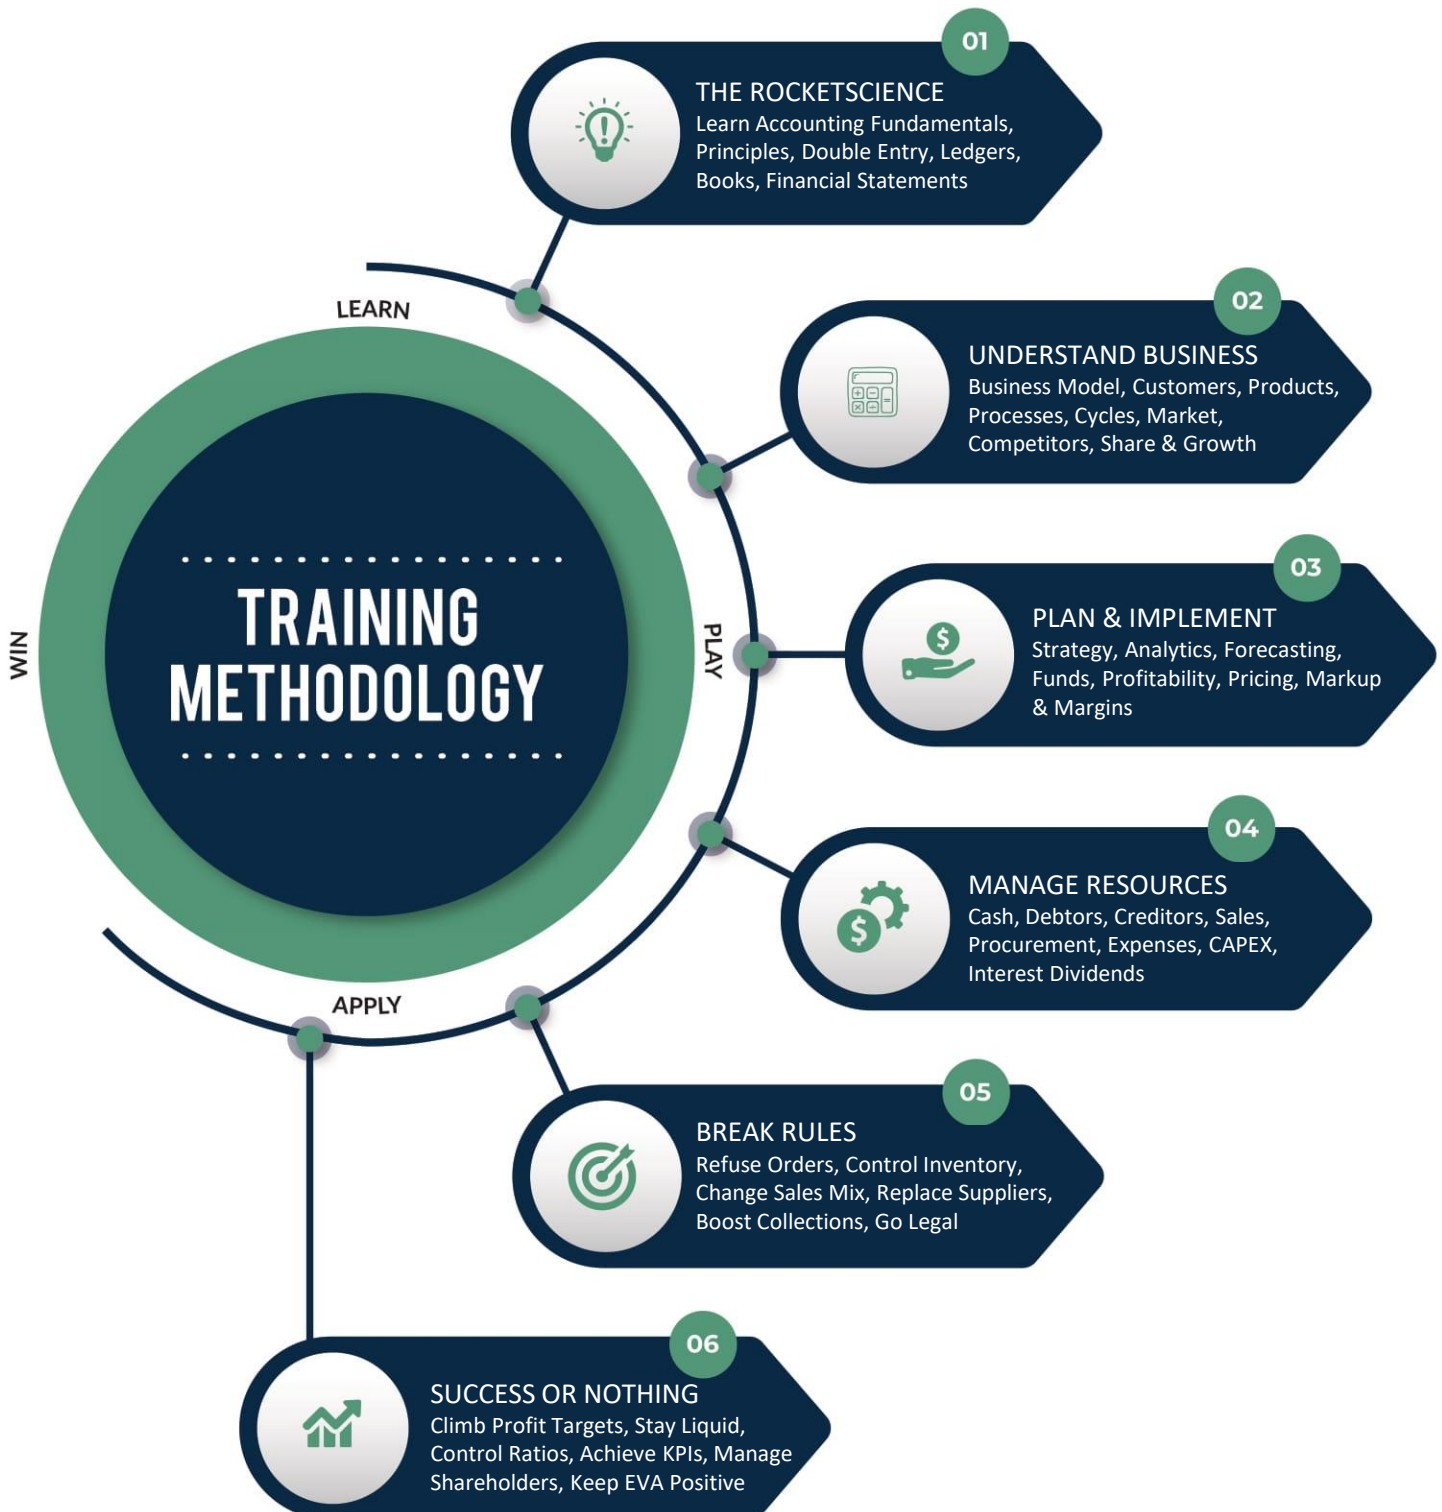 01
THE ROCKETSCIENCE
Learn Accounting Fundamentals,
Principles, Double Entry, Ledgers,
Books, Financial Statements
LEARN
02
UNDERSTAND BUSINESS
Business Model, Customers, Products,
Processes, Cycles, Market,
Competitors, Share & Growth
TRAINING
METHODOLOGY
WIN
PLAY
03
PLAN & IMPLEMENT
Strategy, Analytics, Forecasting,
Funds, Profitability, Pricing, Markup
& Margins
04
MANAGE RESOURCES
Cash, Debtors, Creditors, Sales,
Procurement, Expenses, CAPEX,
Interest Dividends
APPLY
05
BREAK RULES
Refuse Orders, Control Inventory,
Change Sales Mix, Replace Suppliers,
Boost Collections, Go Legal
06
SUCCESS OR NOTHING
Climb Profit Targets, Stay Liquid,
Control Ratios, Achieve KPIs, Manage
Shareholders, Keep EVA Positive